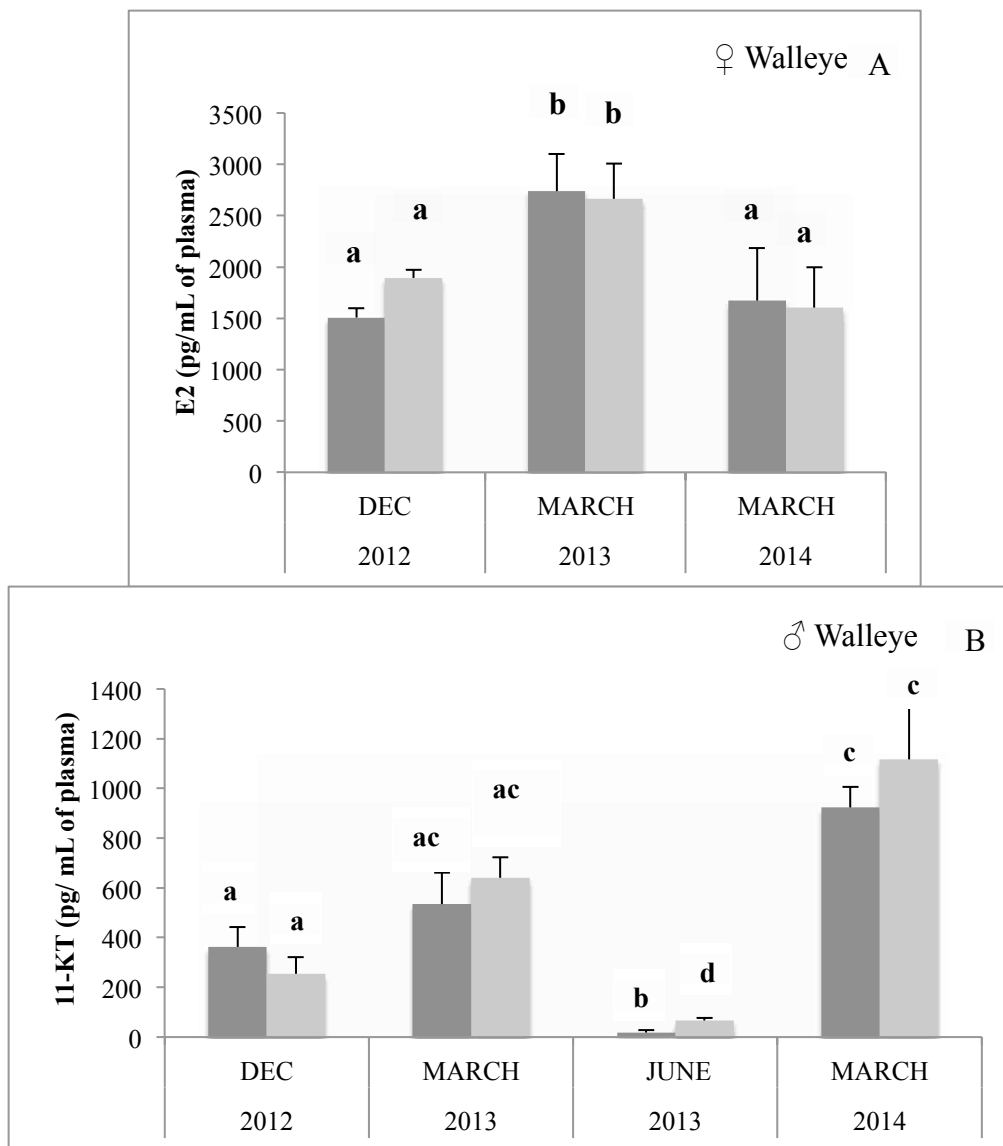 ♀ Walleye A
E2 (pg/mL of plasma)
3500
3000
2500
2000
1500
1000
500
0
a
a
b
b
a
a
DEC MARCH MARCH
2012 2013 2014
♂ Walleye B
11-KT (pg/ mL of plasma)
1400
1200
1000
800
600
400
200
0
a
a
ac
ac
b
d
c
c
DEC MARCH JUNE MARCH
2012 2013 2013 2014